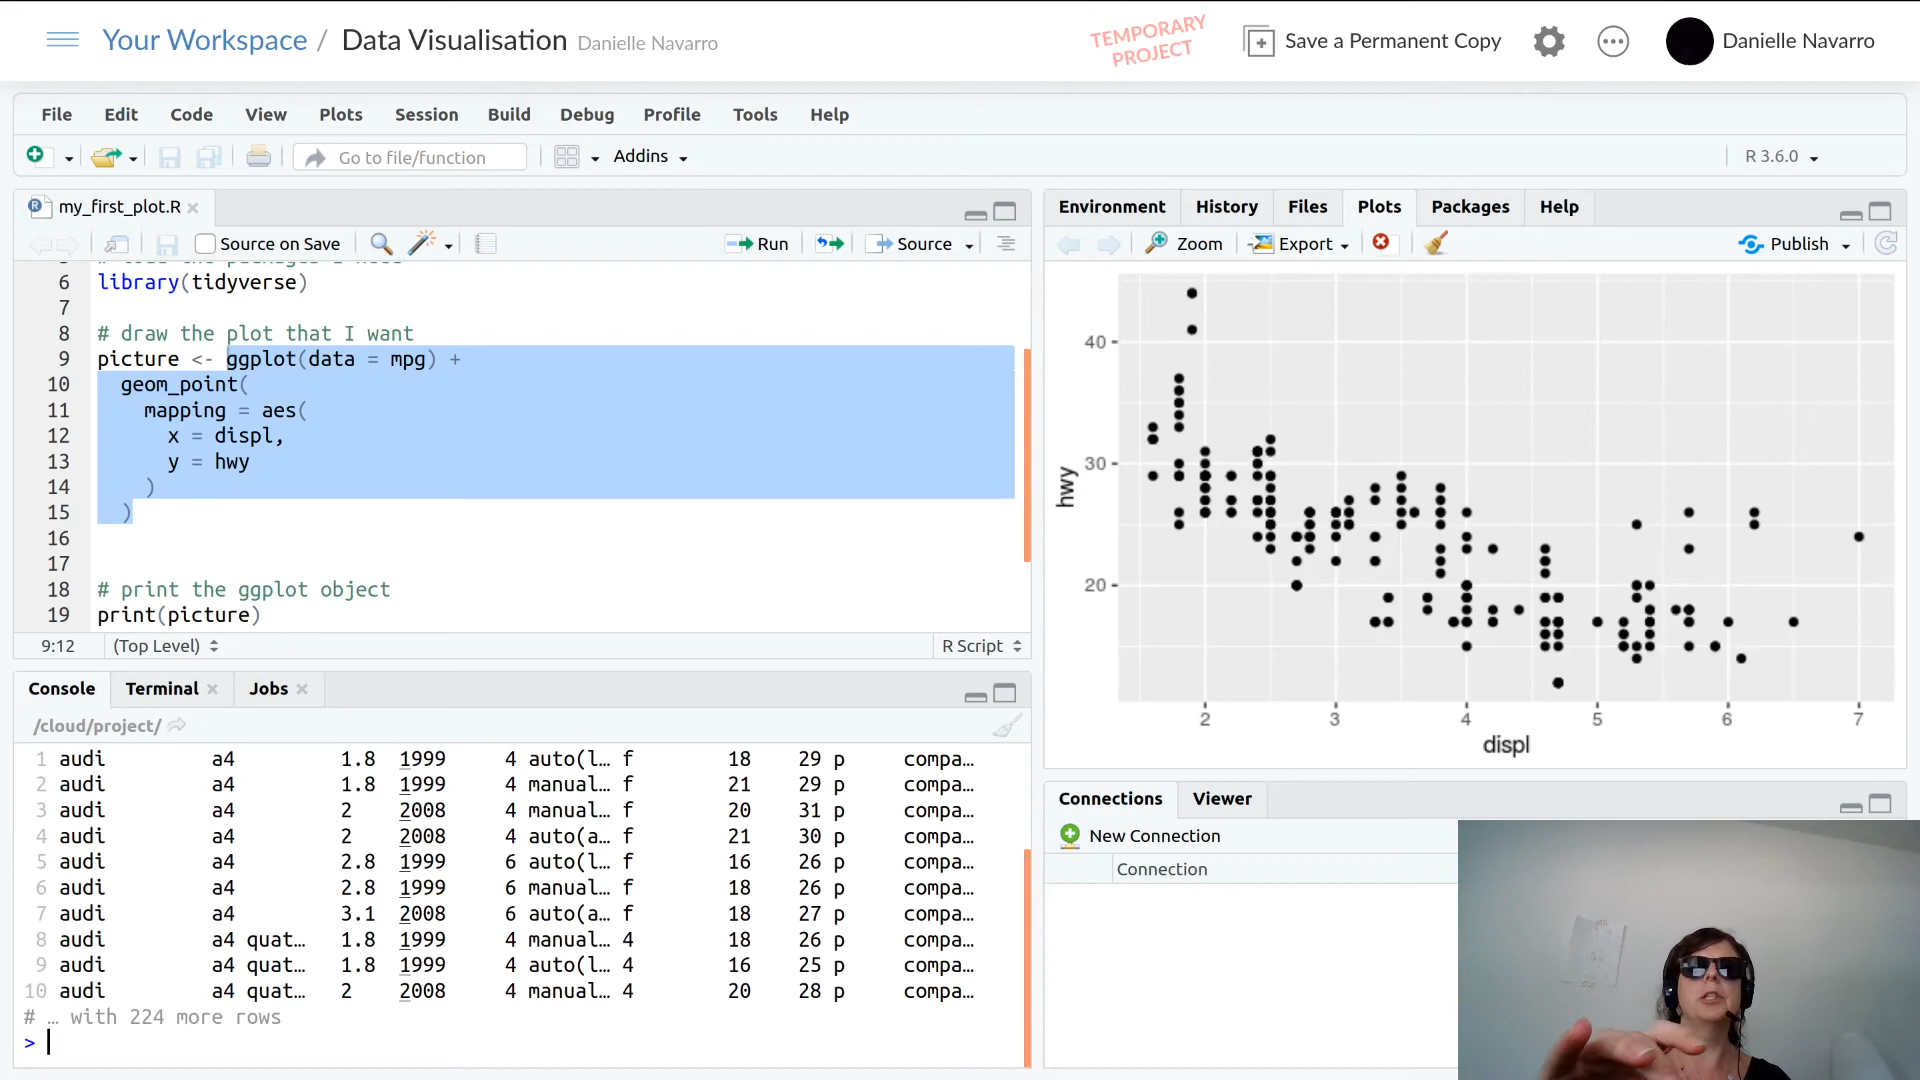 Your Workspace / Data Visualisation Danielle Navarro
TEMPORARY
PROJECT
Save a Permanent Copy
Danielle Navarro
File Edit Code View Plots Session Build Debug Profile Tools Help
Go to file/function
Addins
R 3.6.0
my_first_plot.R
Source on Save
Run
Source
6 library(tidyverse)
7
8 # draw the plot that I want
9 picture <- ggplot(data = mpg) +
10 geom_point(
11 mapping = aes(
12 x = displ,
13 y = hwy
14 )
15 )
16
17
18 # print the ggplot object
19 print(picture)
9:12 (Top Level) R Script
Console Terminal Jobs
/cloud/project/
1 audi a4 1.8 1999 4 auto(l… f 18 29 p compa…
2 audi a4 1.8 1999 4 manual… f 21 29 p compa…
3 audi a4 2 2008 4 manual… f 20 31 p compa…
4 audi a4 2 2008 4 auto(a… f 21 30 p compa…
5 audi a4 2.8 1999 6 auto(l… f 16 26 p compa…
6 audi a4 2.8 1999 6 manual… f 18 26 p compa…
7 audi a4 3.1 2008 6 auto(a… f 18 27 p compa…
8 audi a4 quat… 1.8 1999 4 manual… 4 18 26 p compa…
9 audi a4 quat… 1.8 1999 4 auto(l… 4 16 25 p compa…
10 audi a4 quat… 2 2008 4 manual… 4 20 28 p compa…
# … with 224 more rows
>
Environment History Files Plots Packages Help
Zoom Export Publish
40
30
20
hwy
2 3 4 5 6 7
displ
Connections Viewer
New Connection
Connection